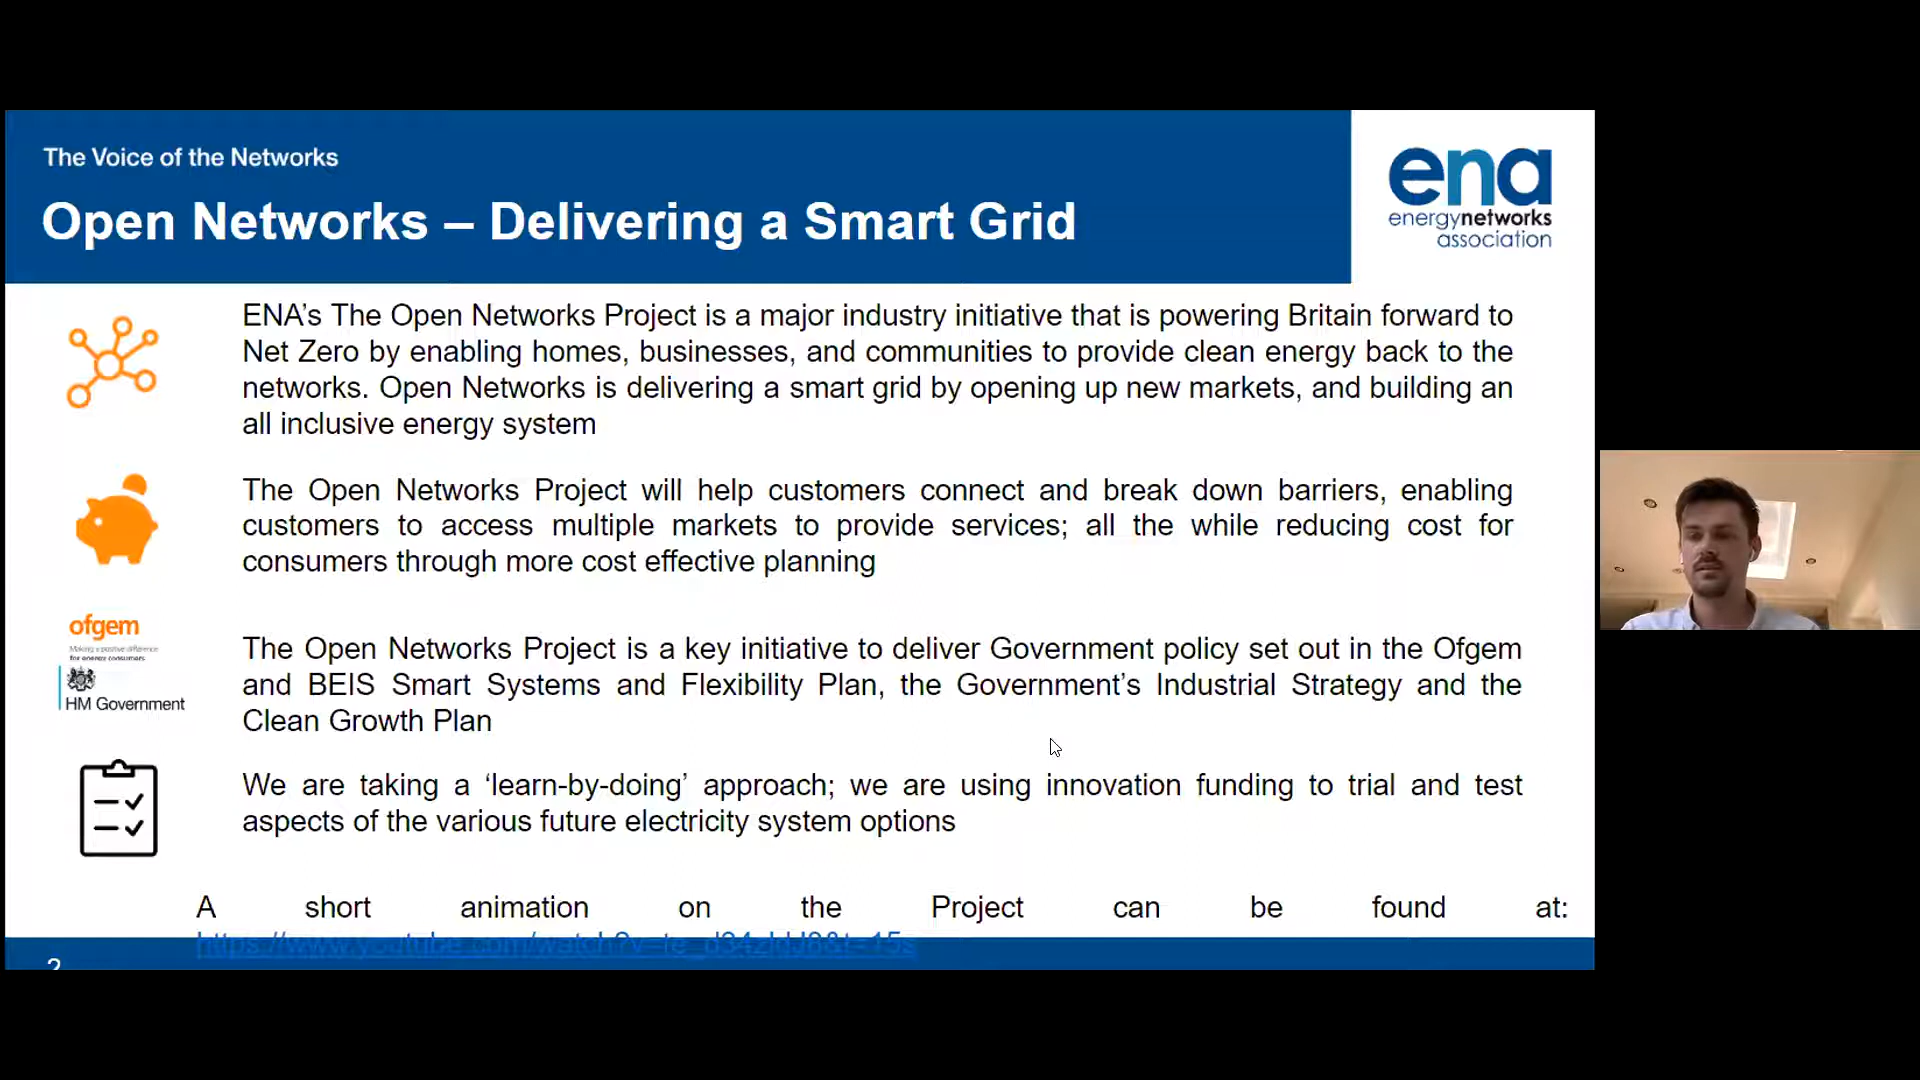 The Voice of the Networks
Open Networks – Delivering a Smart Grid
ena
energynetworks
association
ENA’s The Open Networks Project is a major industry initiative that is powering Britain forward to
Net Zero by enabling homes, businesses, and communities to provide clean energy back to the
networks. Open Networks is delivering a smart grid by opening up new markets, and building an
all inclusive energy system
The Open Networks Project will help customers connect and break down barriers, enabling
customers to access multiple markets to provide services; all the while reducing cost for
consumers through more cost effective planning
ofgem
Making a positive difference
for energy consumers
HM Government
The Open Networks Project is a key initiative to deliver Government policy set out in the Ofgem
and BEIS Smart Systems and Flexibility Plan, the Government’s Industrial Strategy and the
Clean Growth Plan
We are taking a ‘learn-by-doing’ approach; we are using innovation funding to trial and test
aspects of the various future electricity system options
A short animation on the Project can be found at:
2